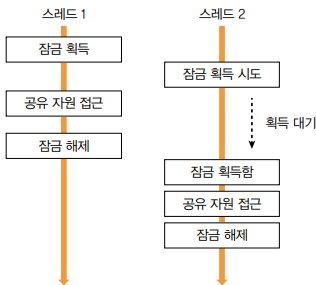 스레드 1
잠금 획득
공유 자원 접근
잠금 해제
스레드 2
잠금 획득 시도
획득 대기
잠금 획득함
공유 자원 접근
잠금 해제